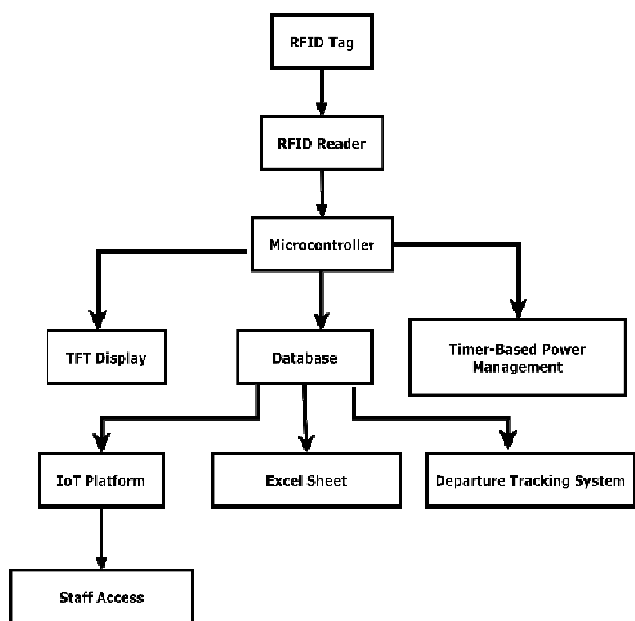 RFID Tag
RFID Reader
Microcontroller
TFT Display
Database
Timer-Based Power
Management
IoT Platform
Excel Sheet
Departure Tracking System
Staff Access